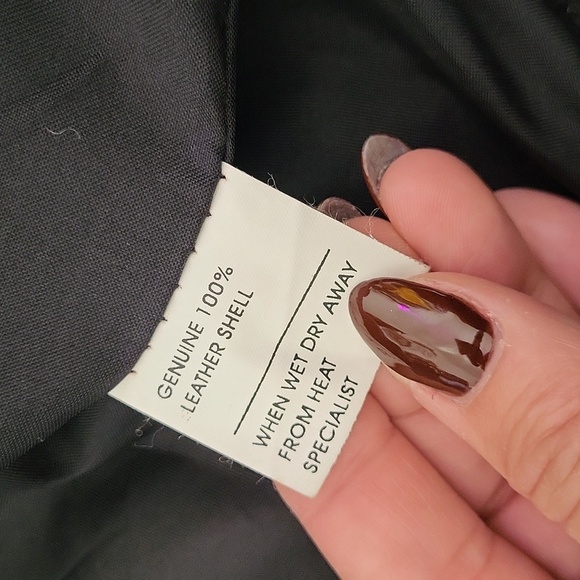 GENUINE 100%
LEATHER SHELL
WHEN WET DRY AWAY
FROM HEAT
SPECIALIST